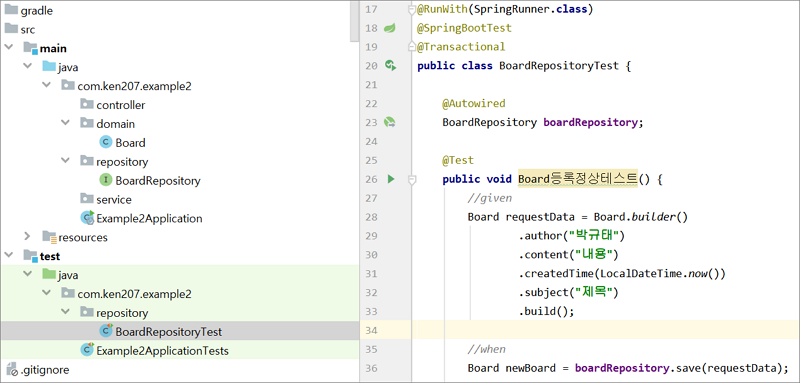 gradle
src
main
java
com.ken207.example2
controller
domain
Board
repository
BoardRepository
service
Example2Application
resources
test
java
com.ken207.example2
repository
BoardRepositoryTest
Example2ApplicationTests
.gitignore
17 @RunWith(SpringRunner.class)
18 @SpringBootTest
19 @Transactional
20 public class BoardRepositoryTest {
21
22 @Autowired
23 BoardRepository boardRepository;
24
25 @Test
26 public void Board등록정상테스트() {
27 //given
28 Board requestData = Board.builder()
29 .author("박규태")
30 .content("내용")
31 .createdTime(LocalDateTime.now())
32 .subject("제목")
33 .build();
34
35 //when
36 Board newBoard = boardRepository.save(requestData);